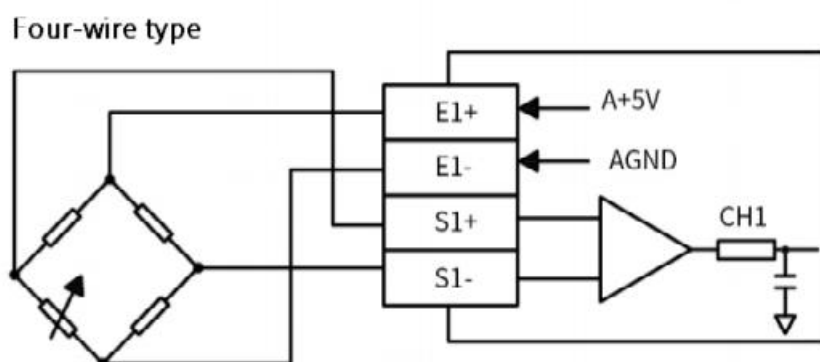 Four-wire type
E1+
A+5V
E1-
AGND
S1+
CH1
S1-